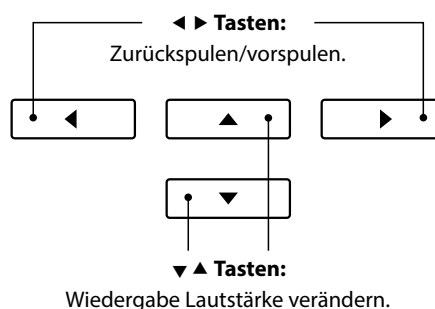 ◀ ▶ Tasten:
Zurückspulen/vorspulen.
▼ ▲ Tasten:
Wiedergabe Lautstärke verändern.